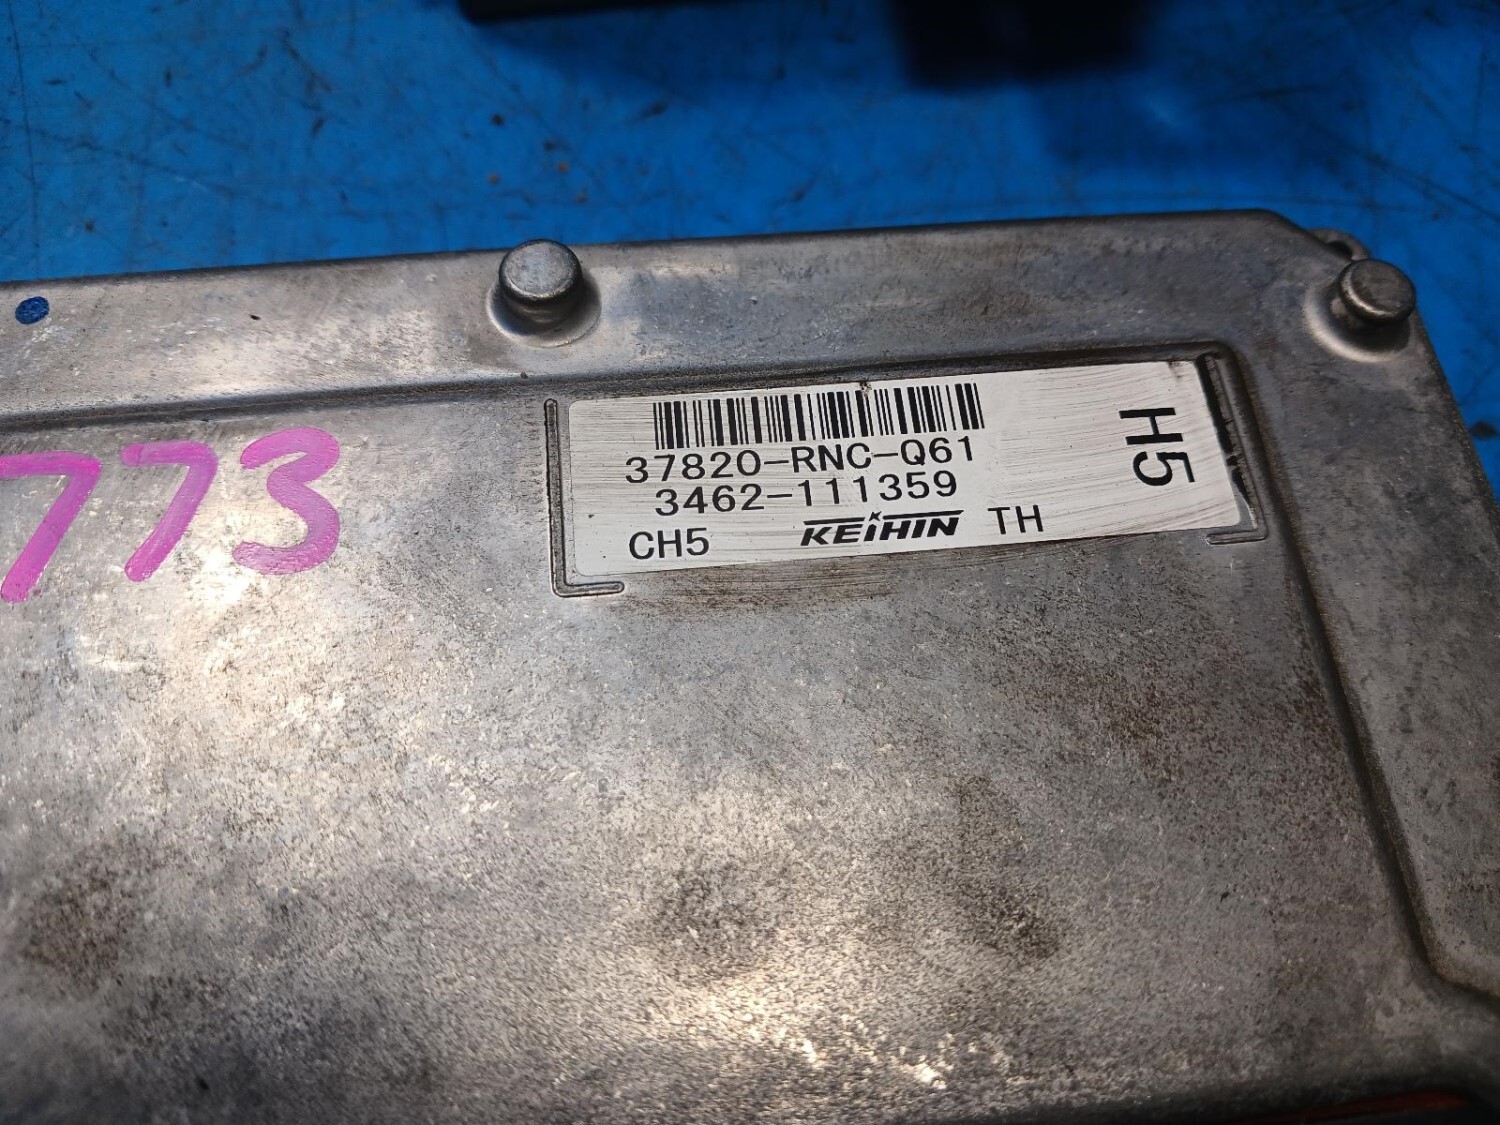 773
37820-RNC-Q61
3462-111359
CH5 KEIHIN TH
H5